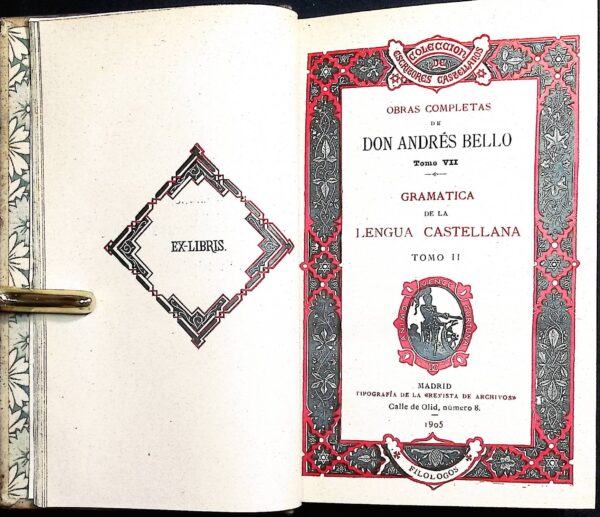 EX-LIBRIS.
COLECCION
DE
ESCRITORES CASTELLANOS
OBRAS COMPLETAS
DE
DON ANDRÉS BELLO
Tomo VII
GRAMATICA
DE LA
LENGUA CASTELLANA
TOMO II
MADRID
TIPOGRAFÍA DE LA «REVISTA DE ARCHIVOS»
Calle de Olid, número 8.
1905
FILÓLOGOS